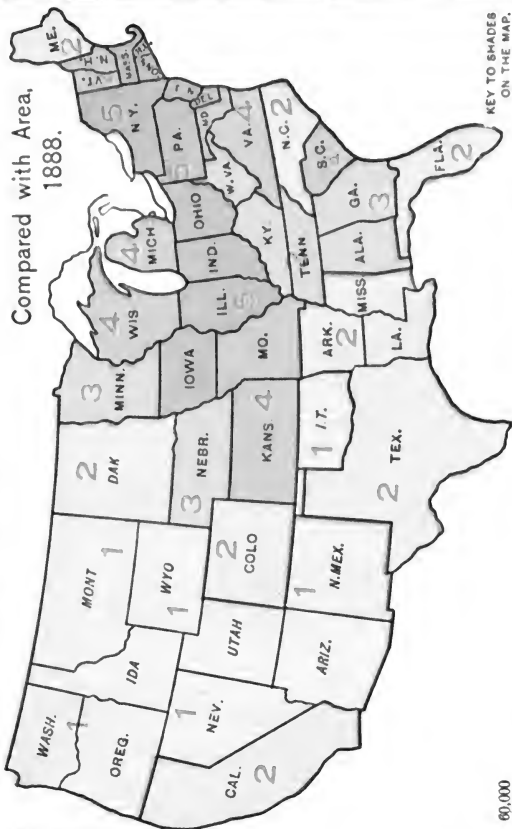 Compared with Area,
1888.
WASH.
1
OREG.
CAL.
2
NEV.
1
IDA
MONT
1
WYO
1
UTAH
COLO
2
ARIZ.
N.MEX.
1
DAK
2
NEBR.
3
KANS
4
I.T.
1
TEX.
2
MINN.
3
IOWA
MO.
ARK.
2
LA.
WIS
4
ILL.
5
MICH.
4
IND.
OHIO
KY.
TENN
MISS
ALA.
GA.
3
FLA.
2
S.C.
N.C.
2
VA.
4
W.VA.
PA.
5
MD
DEL
N.Y.
5
VT.
N.H.
MASS.
ME.
2
KEY TO SHADES
ON THE MAP.
60,000